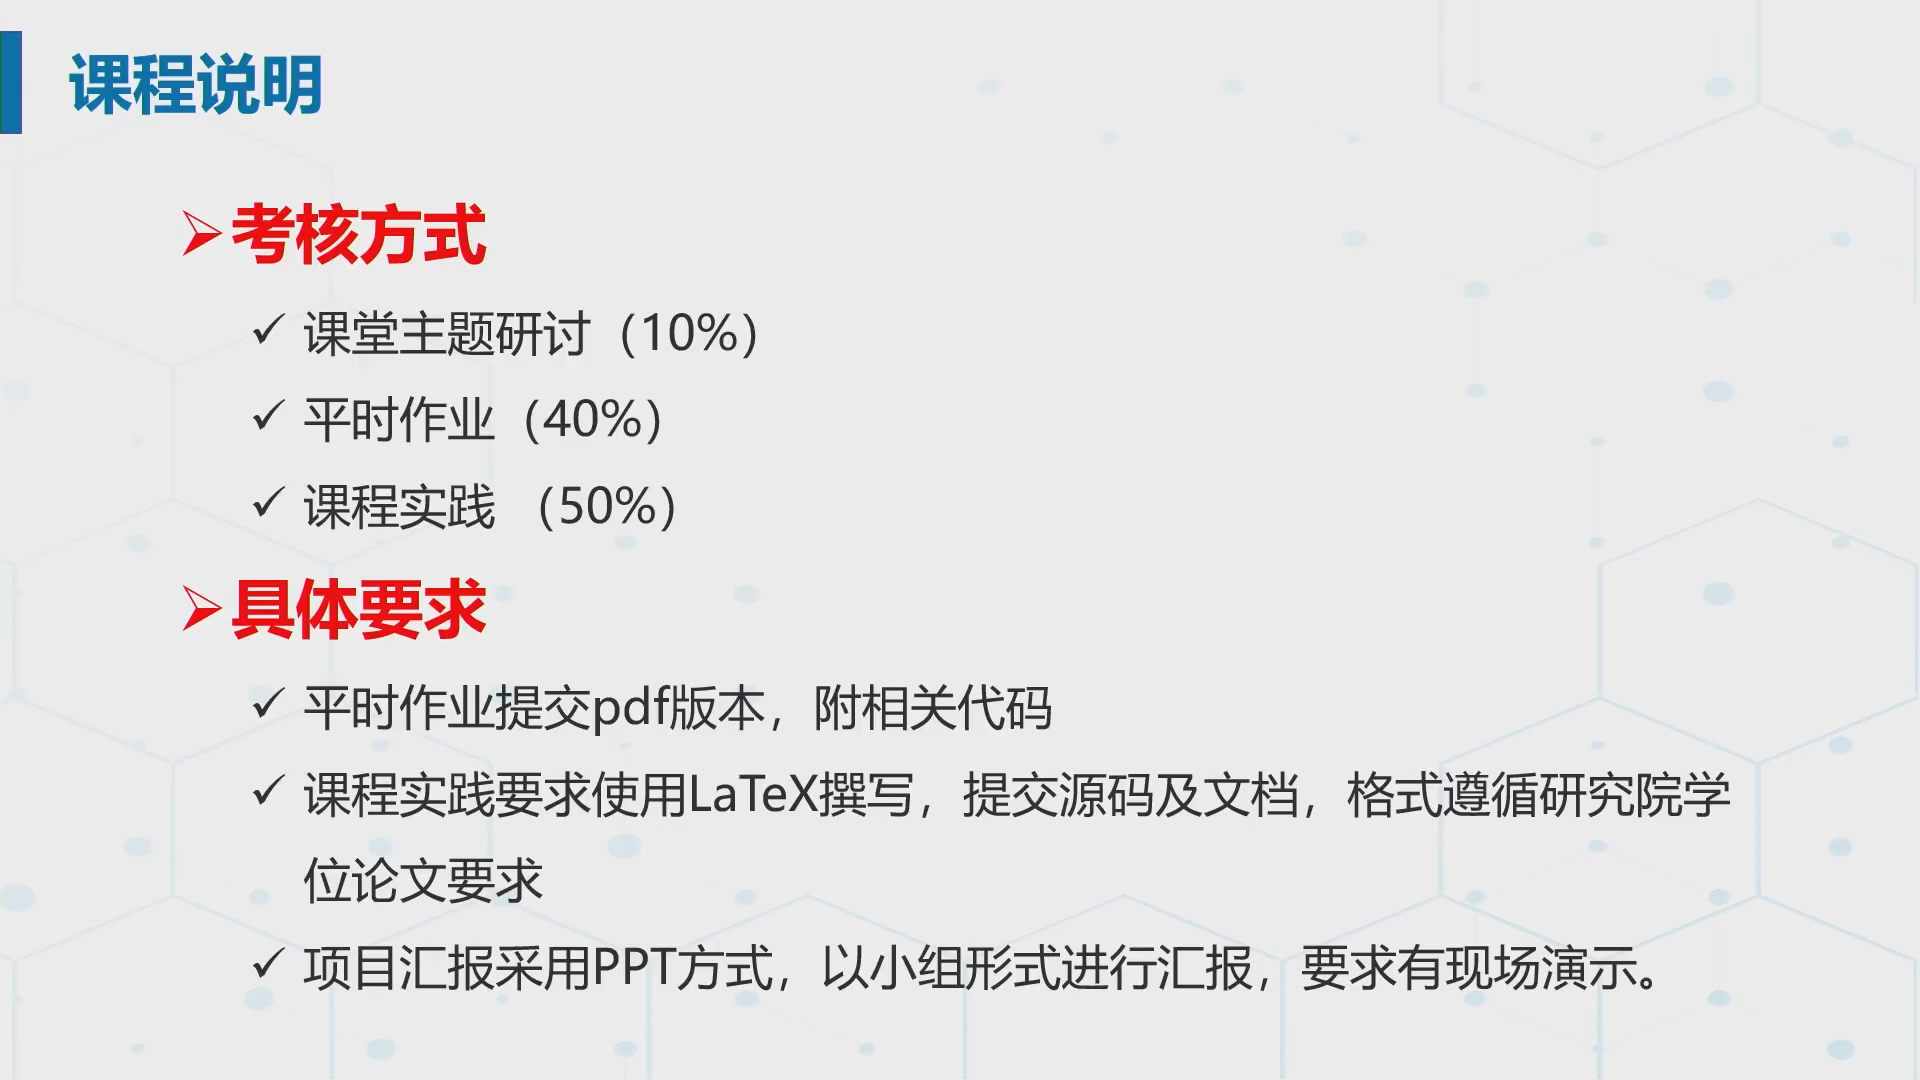 课程说明
考核方式
课堂主题研讨（10%）
平时作业（40%）
课程实践 （50%）
具体要求
平时作业提交pdf版本，附相关代码
课程实践要求使用LaTeX撰写，提交源码及文档，格式遵循研究院学
位论文要求
项目汇报采用PPT方式，以小组形式进行汇报，要求有现场演示。